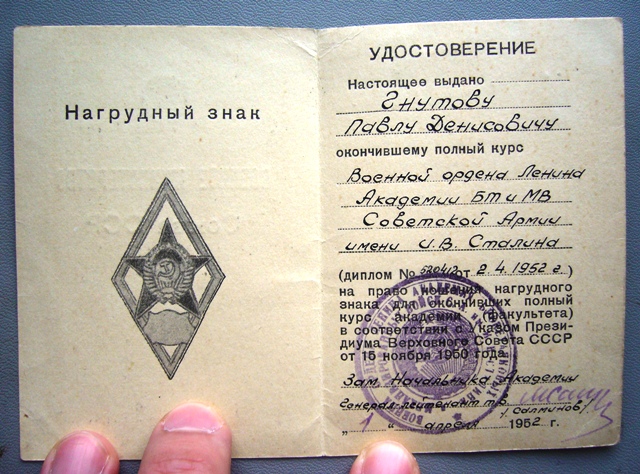 Нагрудный знак
УДОСТОВЕРЕНИЕ
Настоящее выдано
Гнутову
Павлу Денисовичу
окончившему полный курс
Военной ордена Ленина
Академии БТ и МВ
Советской Армии
имени И.В. Сталина
(диплом № от 2.4.1952 г.)
на право ношения нагрудного
знака для окончивших полный
курс академии (факультета)
в соответствии с Указом Прези-
диума Верховного Совета СССР
от 15 ноября 1950 года.
Зам. Начальника Академии
Генерал-лейтенант т.в.
(Салминов)
" " апреля 1952 г.